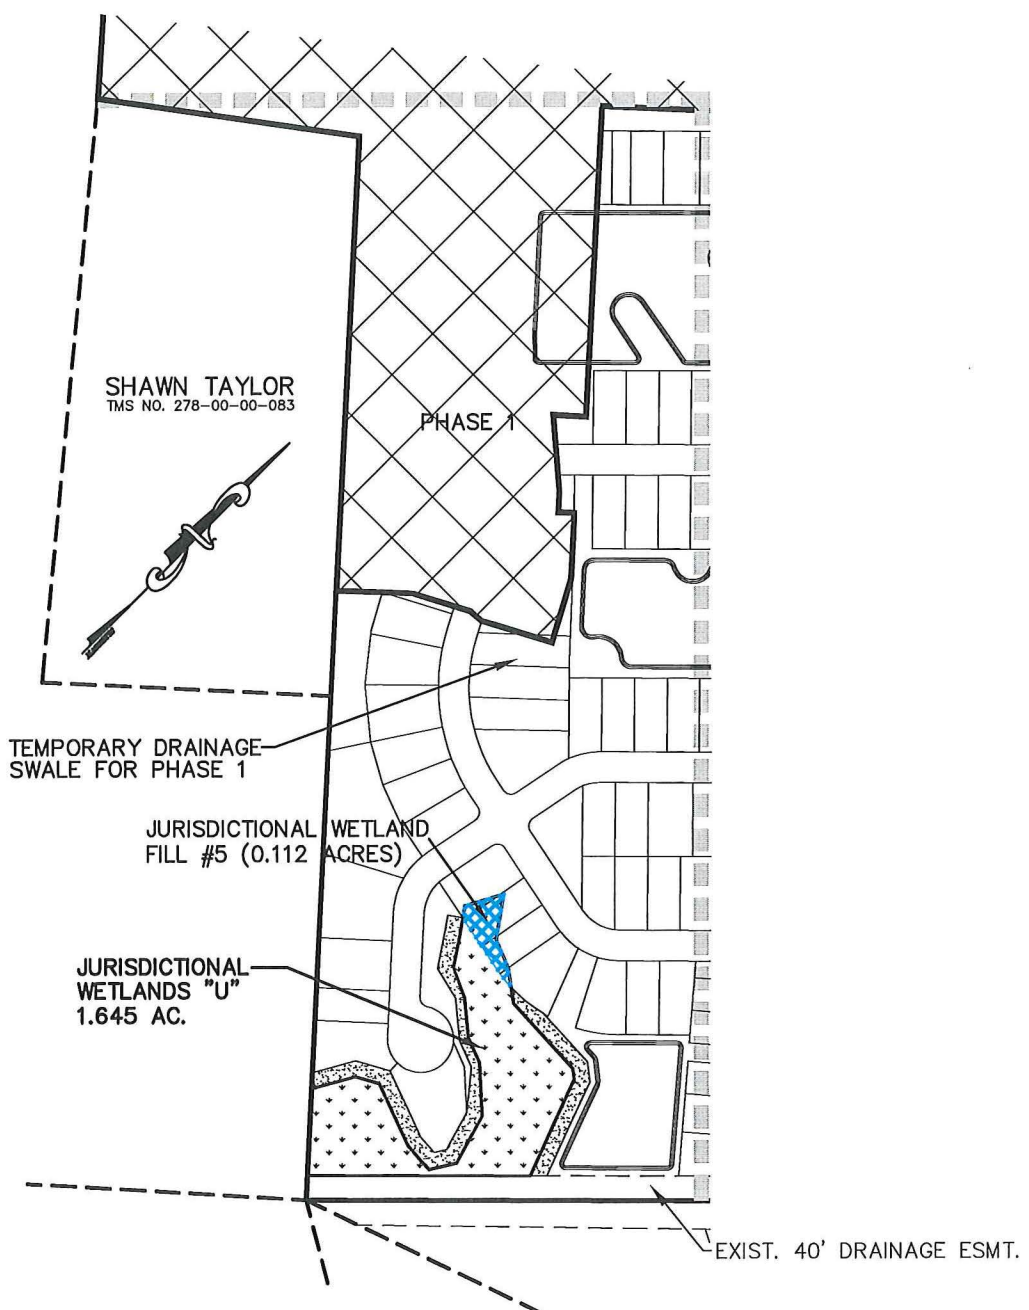 SHAWN TAYLOR
TMS NO. 278-00-00-083
PHASE 1
TEMPORARY DRAINAGE
SWALE FOR PHASE 1
JURISDICTIONAL WETLAND
FILL #5 (0.112 ACRES)
JURISDICTIONAL
WETLANDS "U"
1.645 AC.
EXIST. 40' DRAINAGE ESMT.